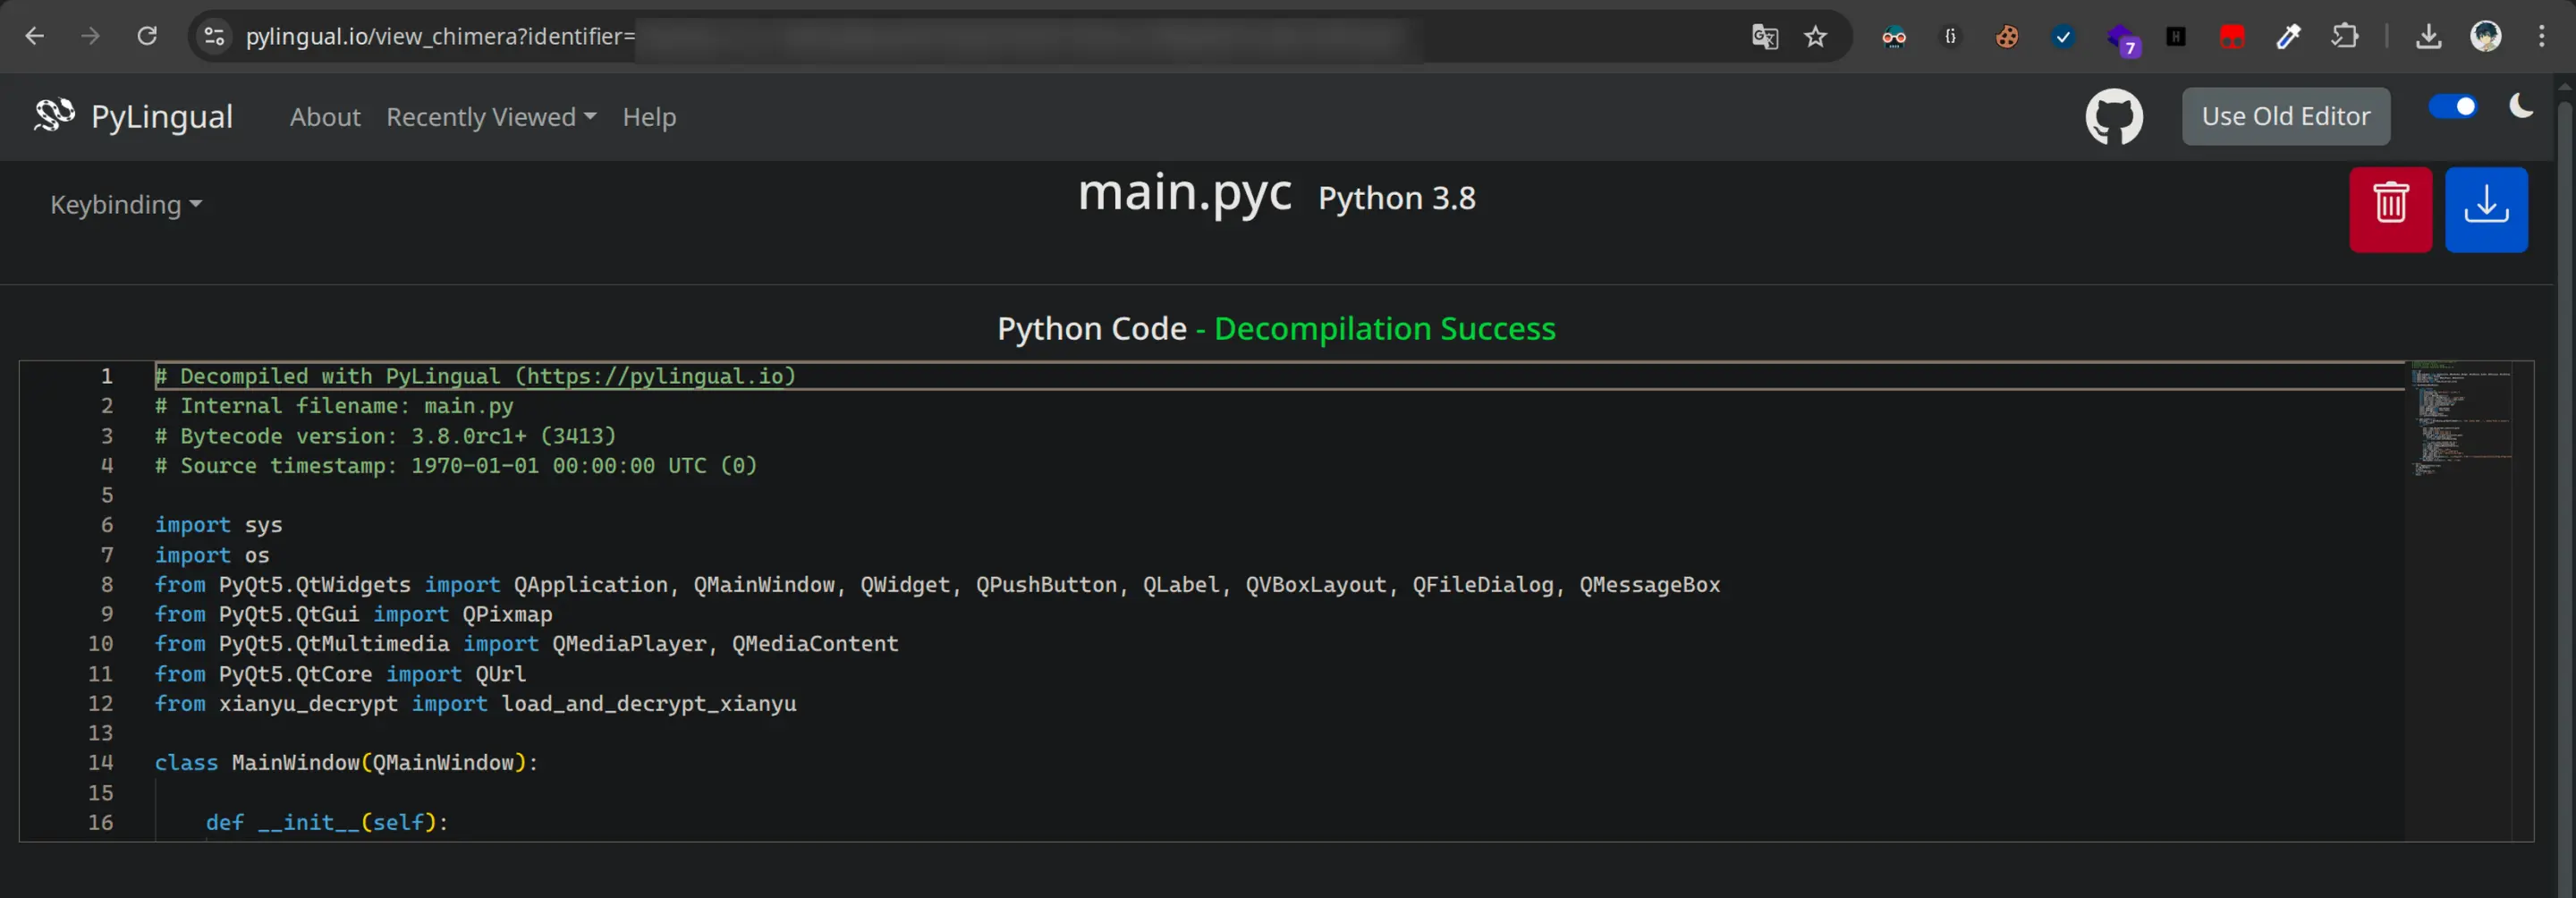 pylingual.io/view_chimera?identifier=
7
PyLingual About Recently Viewed Help Use Old Editor
Keybinding main.pyc Python 3.8
Python Code - Decompilation Success
1 # Decompiled with PyLingual (https://pylingual.io)
2 # Internal filename: main.py
3 # Bytecode version: 3.8.0rc1+ (3413)
4 # Source timestamp: 1970-01-01 00:00:00 UTC (0)
5
6 import sys
7 import os
8 from PyQt5.QtWidgets import QApplication, QMainWindow, QWidget, QPushButton, QLabel, QVBoxLayout, QFileDialog, QMessageBox
9 from PyQt5.QtGui import QPixmap
10 from PyQt5.QtMultimedia import QMediaPlayer, QMediaContent
11 from PyQt5.QtCore import QUrl
12 from xianyu_decrypt import load_and_decrypt_xianyu
13
14 class MainWindow(QMainWindow):
15
16 def __init__(self):